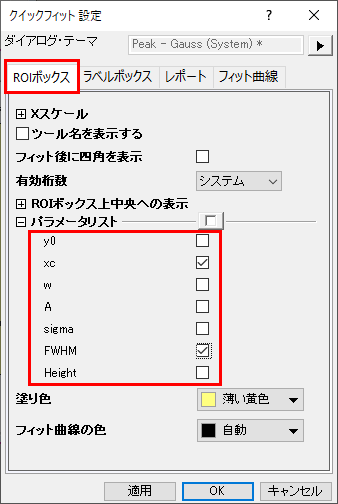 クイックフィット 設定
ダイアログ・テーマ Peak - Gauss (System) *
ROIボックス ラベルボックス レポート フィット曲線
Xスケール
ツール名を表示する
フィット後に四角を表示
有効桁数 システム
ROIボックス上中央への表示
パラメータリスト
y0
xc
w
A
sigma
FWHM
Height
塗り色 薄い黄色
フィット曲線の色 自動
適用 OK キャンセル